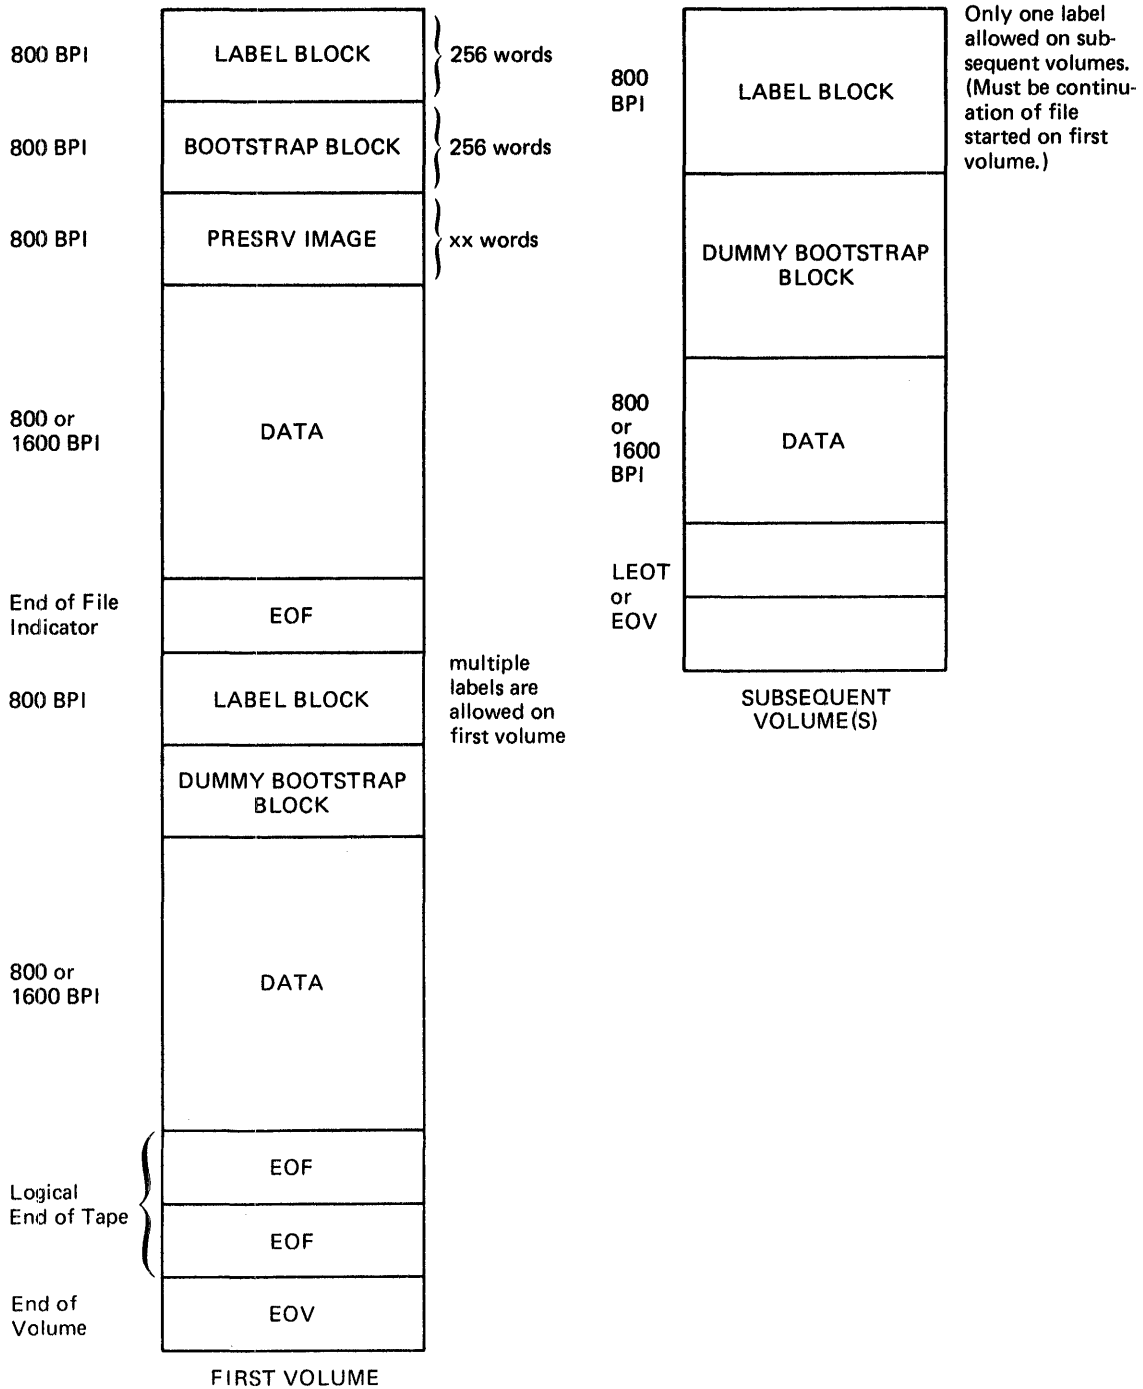 800 BPI
LABEL BLOCK
256 words
800 BPI
BOOTSTRAP BLOCK
256 words
800 BPI
PRESRV IMAGE
xx words
800 or
1600 BPI
DATA
End of File
Indicator
EOF
800 BPI
LABEL BLOCK
multiple
labels are
allowed on
first volume
DUMMY BOOTSTRAP
BLOCK
800 or
1600 BPI
DATA
Logical
End of Tape
EOF
EOF
End of
Volume
EOV
FIRST VOLUME
800
BPI
LABEL BLOCK
Only one label
allowed on sub-
sequent volumes.
(Must be continu-
ation of file
started on first
volume.)
DUMMY BOOTSTRAP
BLOCK
800
or
1600
BPI
DATA
LEOT
or
EOV
SUBSEQUENT
VOLUME(S)